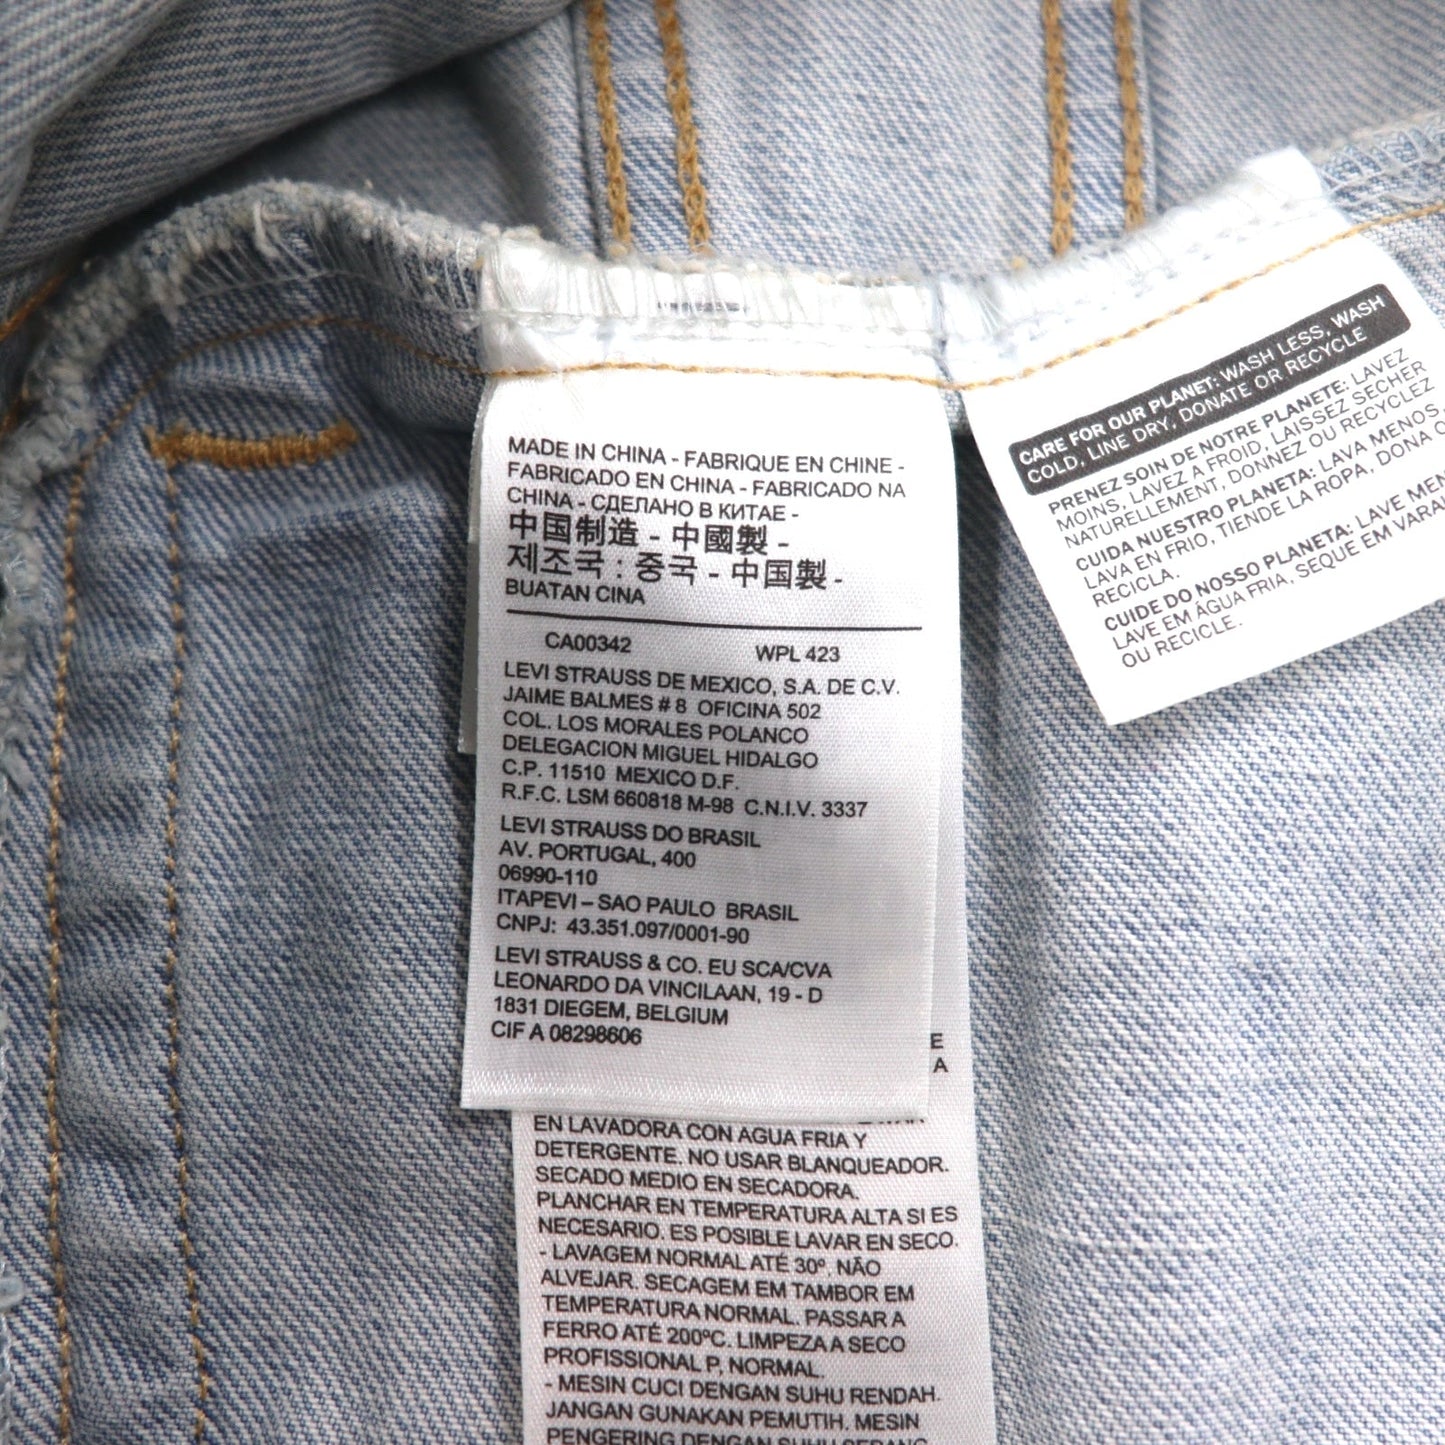 MADE IN CHINA - FABRIQUE EN CHINE -
FABRICADO EN CHINA - FABRICADO NA
CHINA - СДЕЛАНО В КИТАЕ -
中国制造 - 中國製 -
제조국 : 중국 - 中国製 -
BUATAN CINA
CA00342 WPL 423
LEVI STRAUSS DE MEXICO, S.A. DE C.V.
JAIME BALMES # 8 OFICINA 502
COL. LOS MORALES POLANCO
DELEGACION MIGUEL HIDALGO
C.P. 11510 MEXICO D.F.
R.F.C. LSM 660818 M-98 C.N.I.V. 3337
LEVI STRAUSS DO BRASIL
AV. PORTUGAL, 400
06990-110
ITAPEVI – SAO PAULO BRASIL
CNPJ: 43.351.097/0001-90
LEVI STRAUSS & CO. EU SCA/CVA
LEONARDO DA VINCILAAN, 19 - D
1831 DIEGEM, BELGIUM
CIF A 08298606
CARE FOR OUR PLANET: WASH LESS, WASH
COLD, LINE DRY, DONATE OR RECYCLE
PRENEZ SOIN DE NOTRE PLANETE: LAVEZ
MOINS, LAVEZ A FROID, LAISSEZ SECHER
NATURELLEMENT, DONNEZ OU RECYCLEZ
CUIDA NUESTRO PLANETA: LAVA MENOS,
LAVA EN FRIO, TIENDE LA ROPA, DONA
RECICLA.
CUIDE DO NOSSO PLANETA: LAVE
LAVE EM ÁGUA FRIA, SEQUE EM
OU RECICLE.
E
A
EN LAVADORA CON AGUA FRIA Y
DETERGENTE. NO USAR BLANQUEADOR.
SECADO MEDIO EN SECADORA.
PLANCHAR EN TEMPERATURA ALTA SI ES
NECESARIO. ES POSIBLE LAVAR EN SECO.
- LAVAGEM NORMAL ATÉ 30º, NÃO
ALVEJAR. SECAGEM EM TAMBOR EM
TEMPERATURA NORMAL. PASSAR A
FERRO ATÉ 200ºC. LIMPEZA A SECO
PROFISSIONAL P, NORMAL.
- MESIN CUCI DENGAN SUHU RENDAH.
JANGAN GUNAKAN PEMUTIH. MESIN
PENGERING DENGAN SUHU